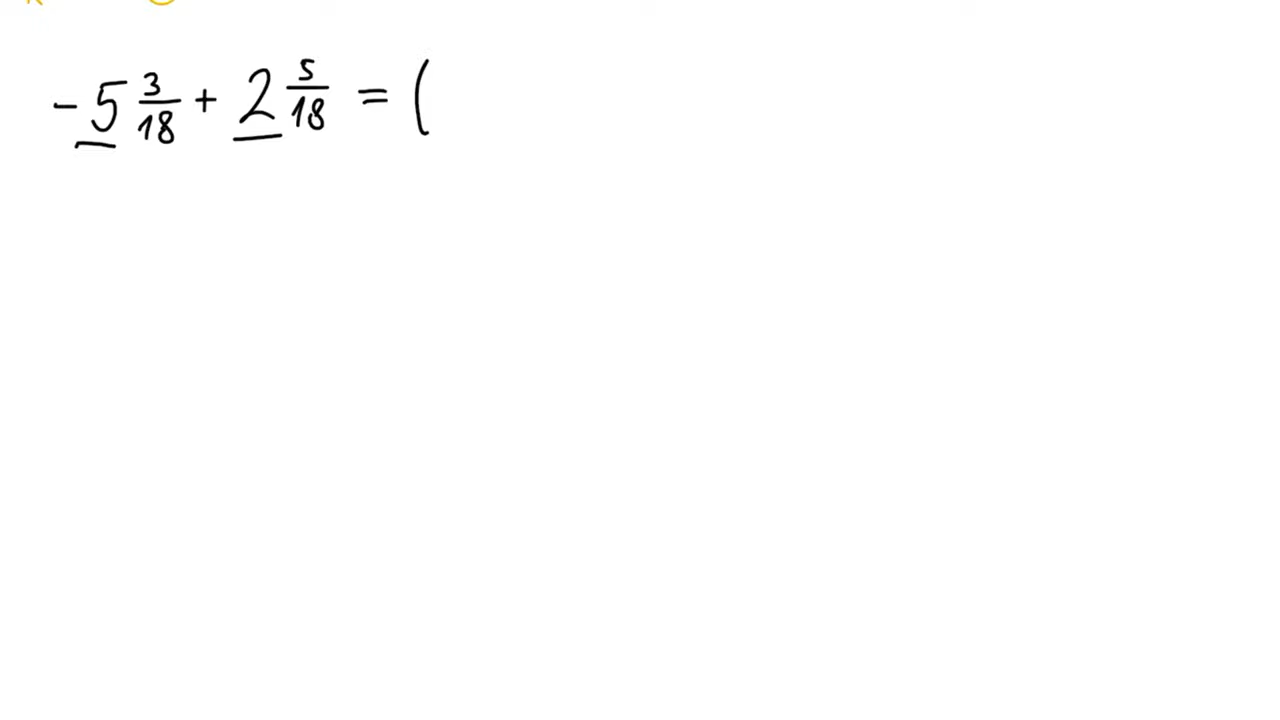 -5 3/18 + 2 5/18 = (